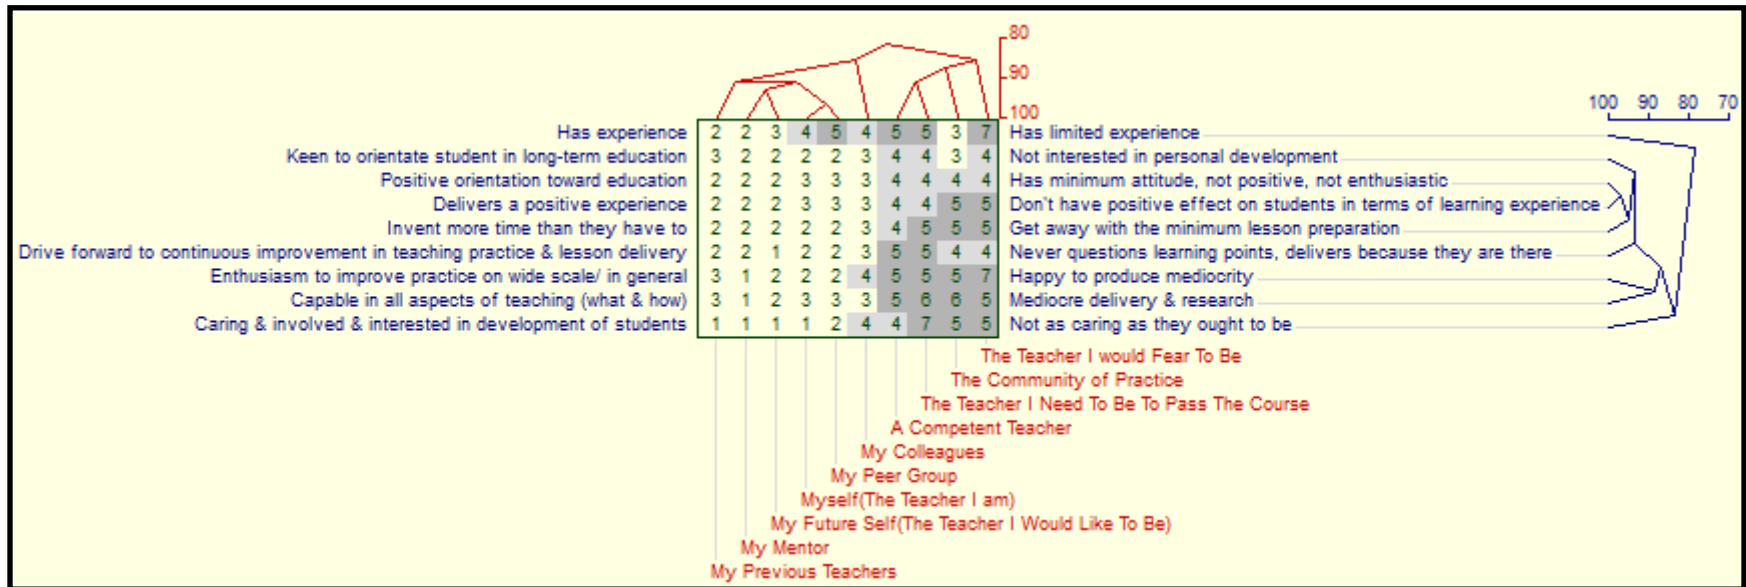 80
90
100
100 90 80 70
Has experience 2 2 3 4 5 4 5 5 3 7 Has limited experience
Keen to orientate student in long-term education 3 2 2 2 2 3 4 4 3 4 Not interested in personal development
Positive orientation toward education 2 2 2 3 3 3 4 4 4 4 Has minimum attitude, not positive, not enthusiastic
Delivers a positive experience 2 2 2 3 3 3 4 4 5 5 Don't have positive effect on students in terms of learning experience
Invent more time than they have to 2 2 2 2 2 3 4 5 5 5 Get away with the minimum lesson preparation
Drive forward to continuous improvement in teaching practice & lesson delivery 2 2 1 2 2 3 5 5 4 4 Never questions learning points, delivers because they are there
Enthusiasm to improve practice on wide scale/ in general 3 1 2 2 2 4 5 5 5 7 Happy to produce mediocrity
Capable in all aspects of teaching (what & how) 3 1 2 3 3 3 5 6 6 5 Mediocre delivery & research
Caring & involved & interested in development of students 1 1 1 1 2 4 4 7 5 5 Not as caring as they ought to be
The Teacher I would Fear To Be
The Community of Practice
The Teacher I Need To Be To Pass The Course
A Competent Teacher
My Colleagues
My Peer Group
Myself(The Teacher I am)
My Future Self(The Teacher I Would Like To Be)
My Mentor
My Previous Teachers